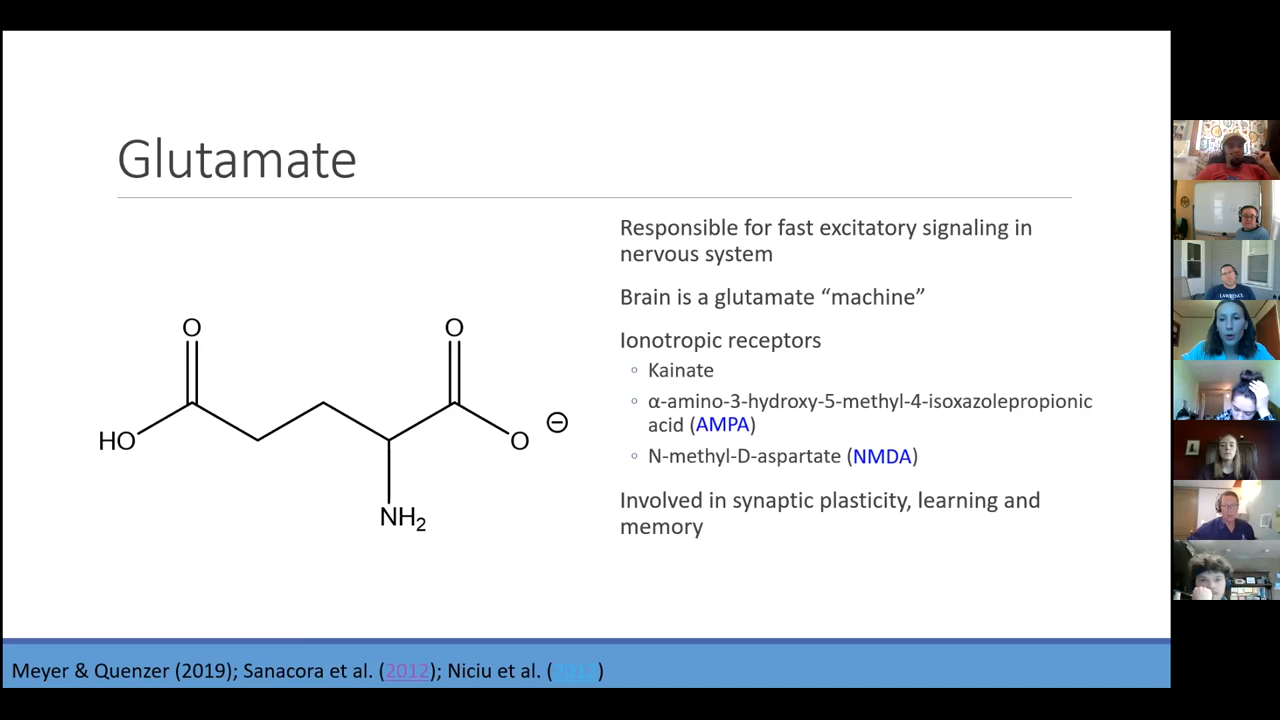 Glutamate
Responsible for fast excitatory signaling in
nervous system
Brain is a glutamate “machine”
Ionotropic receptors
◦ Kainate
◦ α-amino-3-hydroxy-5-methyl-4-isoxazolepropionic
acid (AMPA)
◦ N-methyl-D-aspartate (NMDA)
Involved in synaptic plasticity, learning and
memory
O
O
HO
O
⊖
NH₂
Meyer & Quenzer (2019); Sanacora et al. (2012); Niciu et al. ( )
LAWRENCE